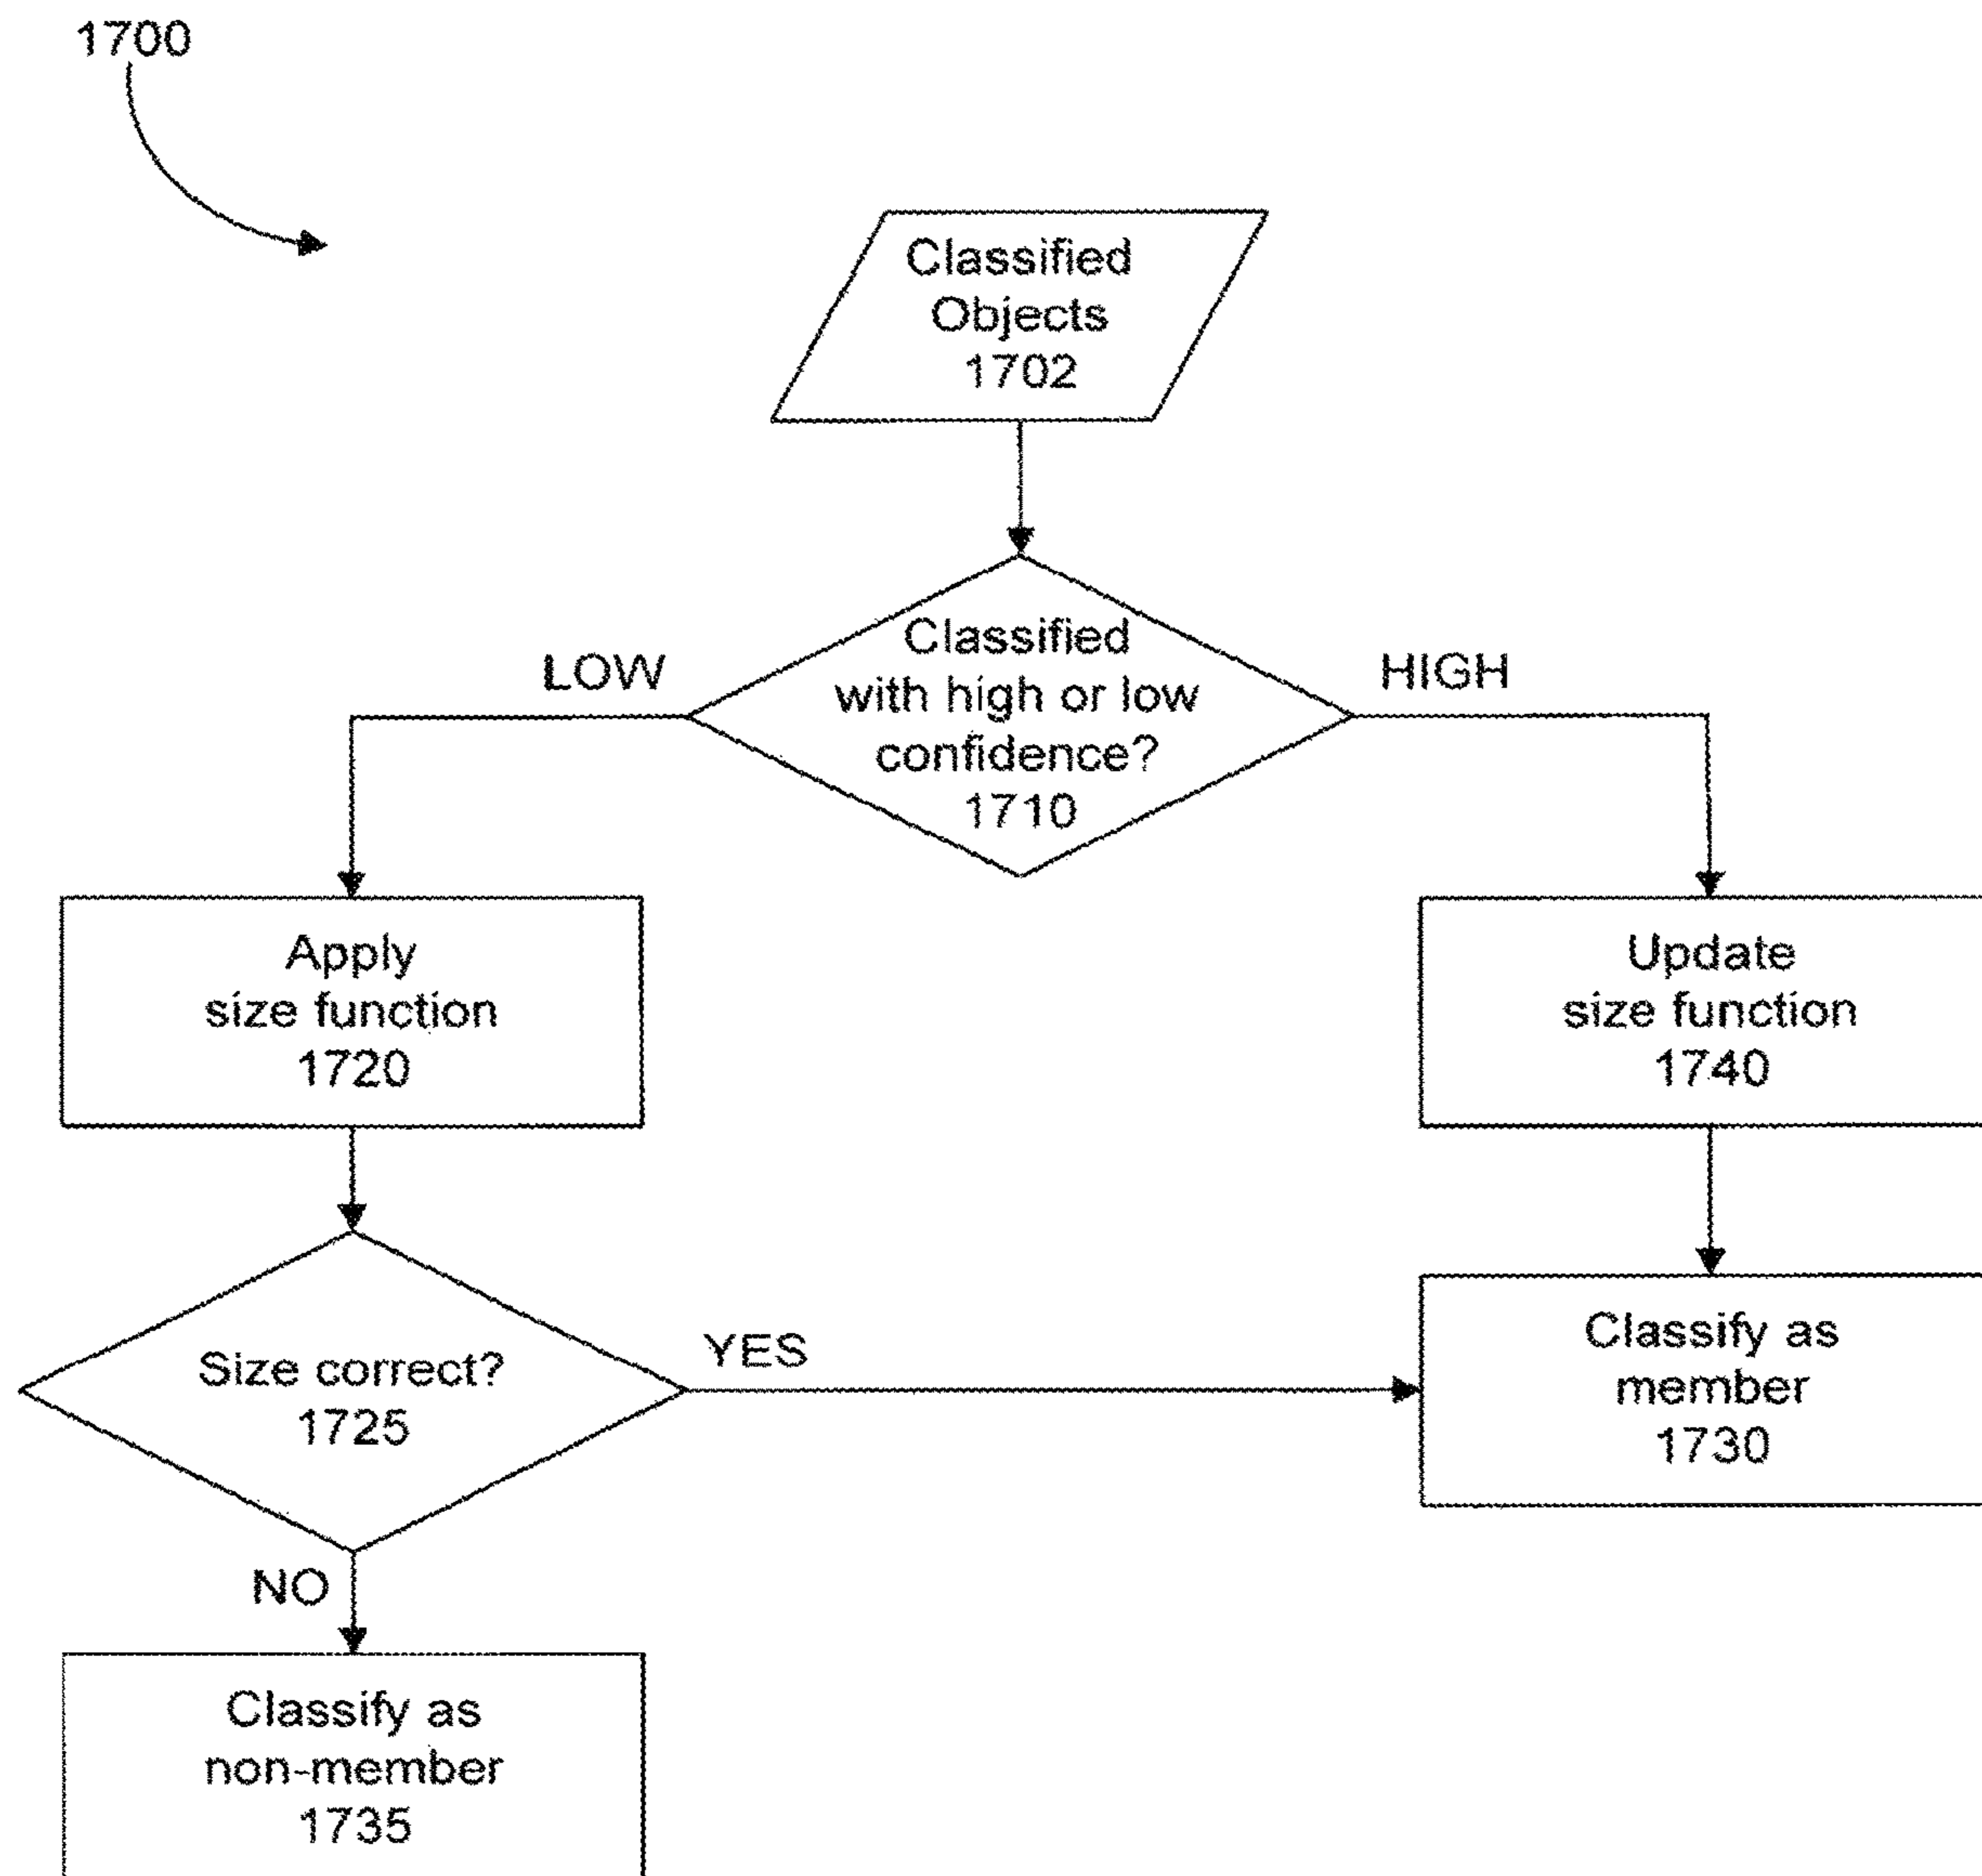 1700
Classified
Objects
1702
Classified
with high or low
confidence?
1710
LOW
HIGH
Apply
size function
1720
Update
size function
1740
Size correct?
1725
YES
Classify as
member
1730
NO
Classify as
non-member
1735